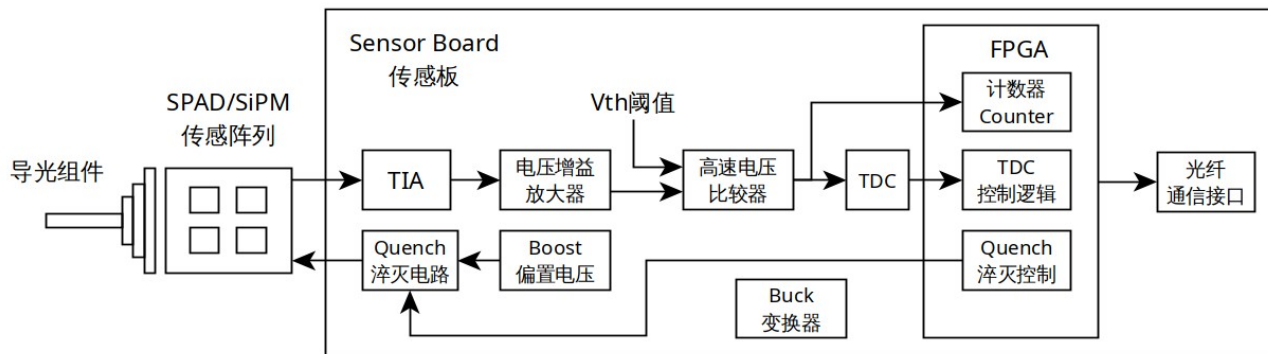 Sensor Board
传感板
FPGA
SPAD/SiPM
传感阵列
Vth阈值
计数器
Counter
导光组件
TIA
电压增益
放大器
高速电压
比较器
TDC
TDC
控制逻辑
光纤
通信接口
Quench
淬灭电路
Boost
偏置电压
Quench
淬灭控制
Buck
变换器